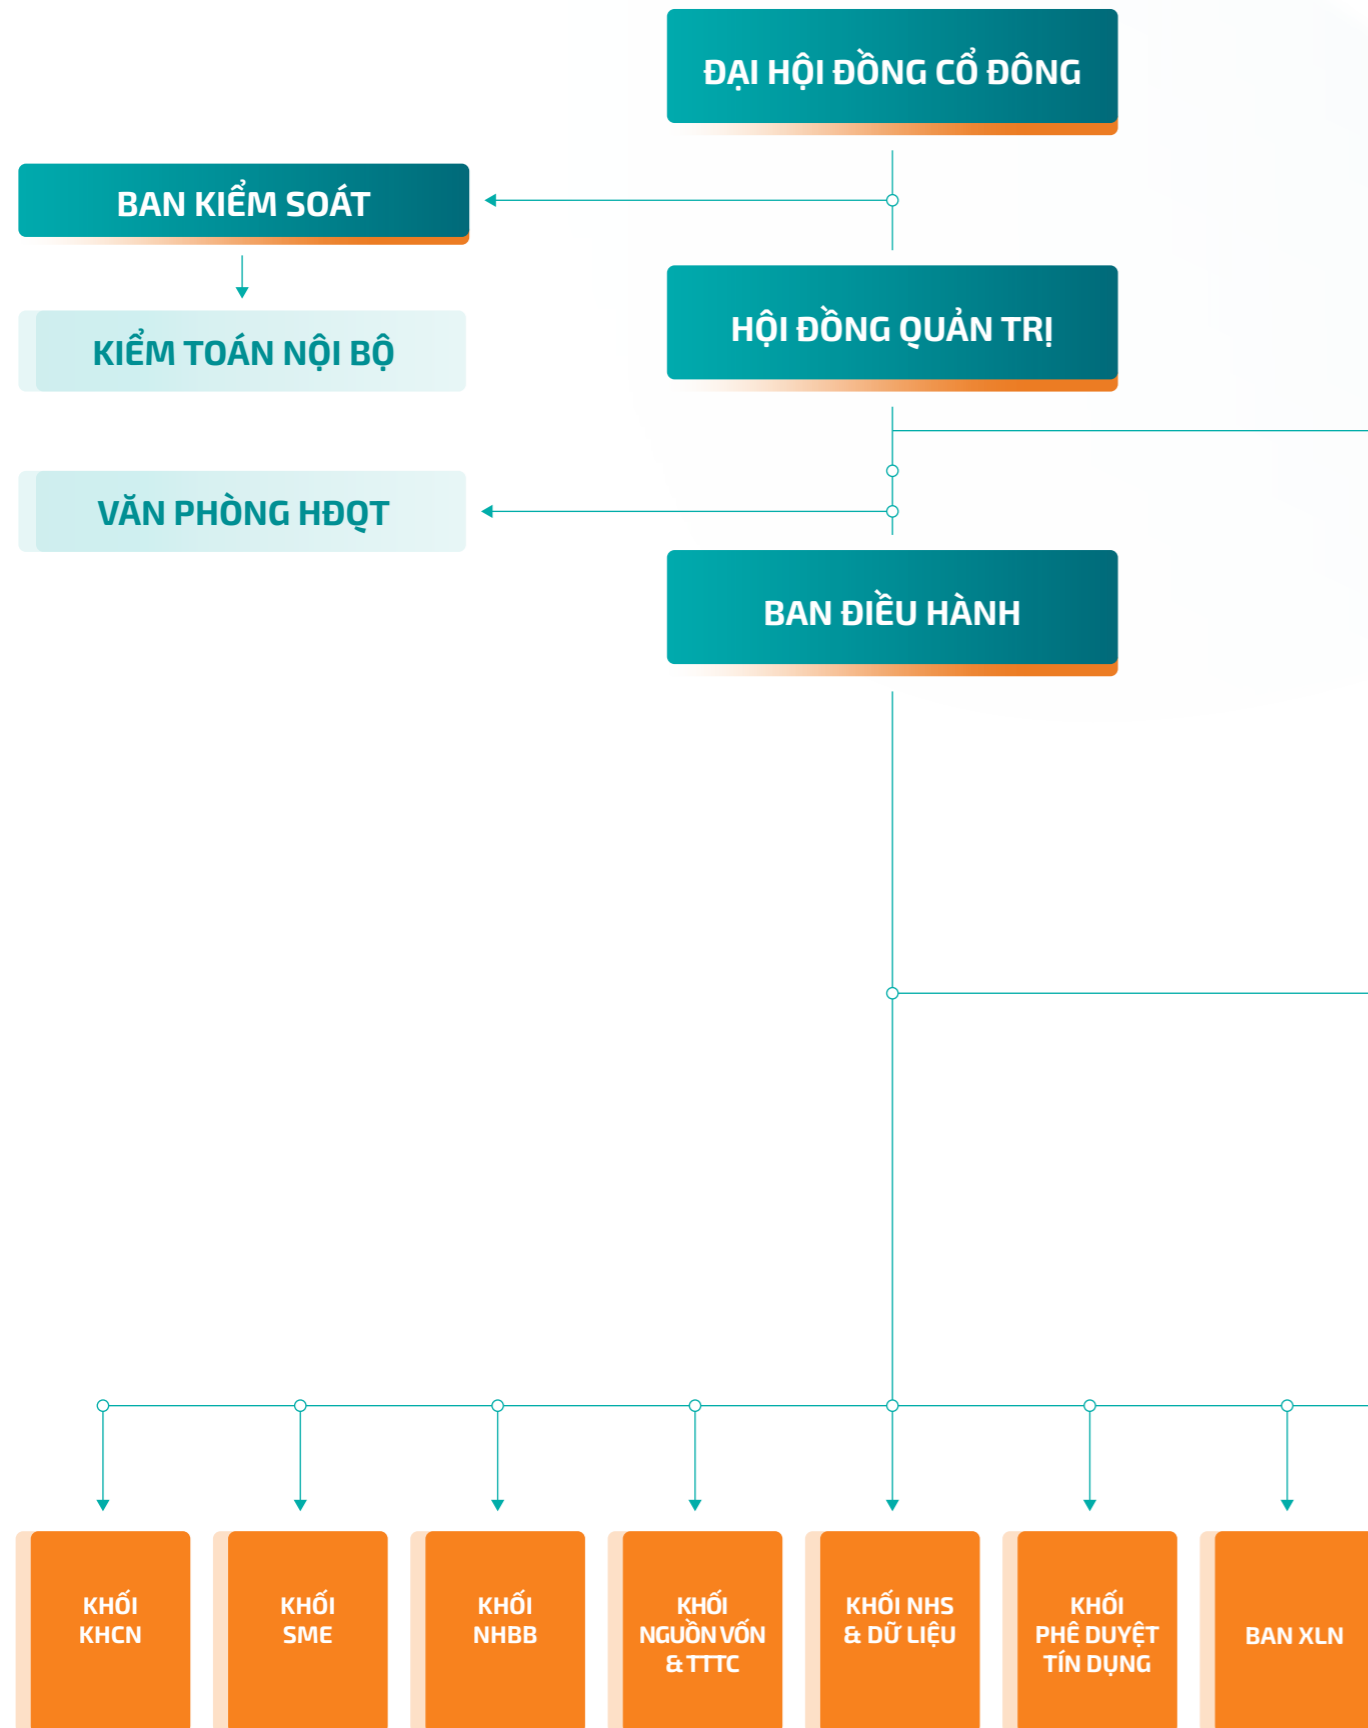 ĐẠI HỘI ĐỒNG CỔ ĐÔNG
BAN KIỂM SOÁT
HỘI ĐỒNG QUẢN TRỊ
KIỂM TOÁN NỘI BỘ
VĂN PHÒNG HĐQT
BAN ĐIỀU HÀNH
KHỐI
KHCN
KHỐI
SME
KHỐI
NHBB
KHỐI
NGUỒN VỐN
& TTTC
KHỐI NHS
& DỮ LIỆU
KHỐI
PHÊ DUYỆT
TÍN DỤNG
BAN XLN